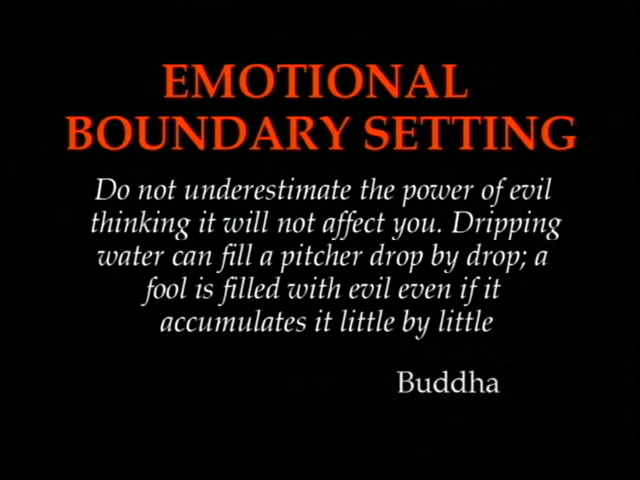 EMOTIONAL
BOUNDARY SETTING
Do not underestimate the power of evil
thinking it will not affect you. Dripping
water can fill a pitcher drop by drop; a
fool is filled with evil even if it
accumulates it little by little
Buddha